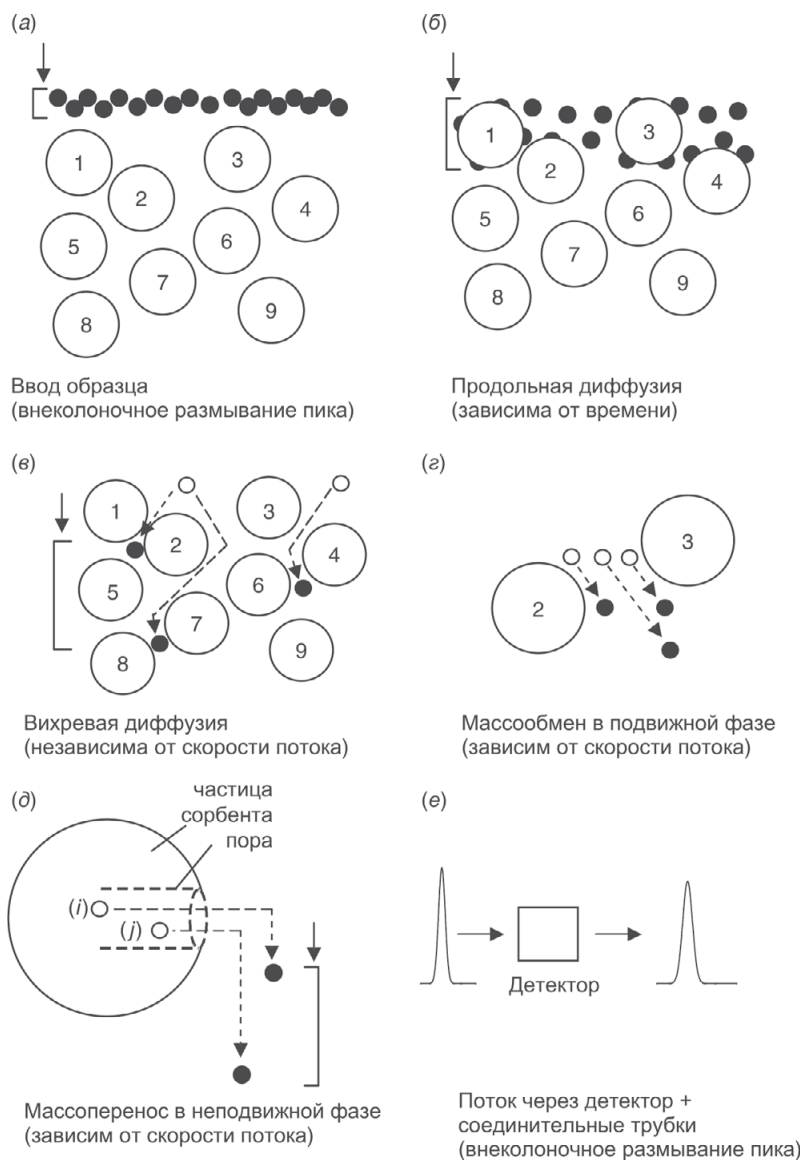 (а)
1
2
3
4
5
6
7
8
9
Ввод образца
(внеколоночное размывание пика)
(б)
1
2
3
4
5
6
7
8
9
Продольная диффузия
(зависима от времени)
(в)
1
2
3
4
5
6
7
8
9
Вихревая диффузия
(независима от скорости потока)
(г)
2
3
Массообмен в подвижной фазе
(зависим от скорости потока)
(д)
частица
сорбента
пора
(i)
(j)
Массоперенос в неподвижной фазе
(зависим от скорости потока)
(е)
Детектор
Поток через детектор +
соединительные трубки
(внеколоночное размывание пика)